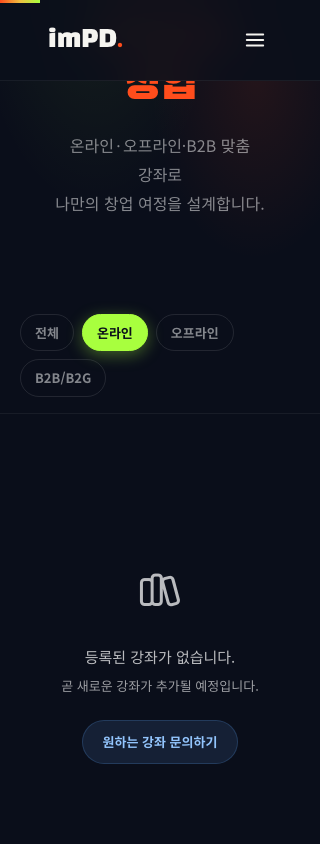 imPD.
창업
온라인·오프라인·B2B 맞춤
강좌로
나만의 창업 여정을 설계합니다.
전체
온라인
오프라인
B2B/B2G
등록된 강좌가 없습니다.
곧 새로운 강좌가 추가될 예정입니다.
원하는 강좌 문의하기